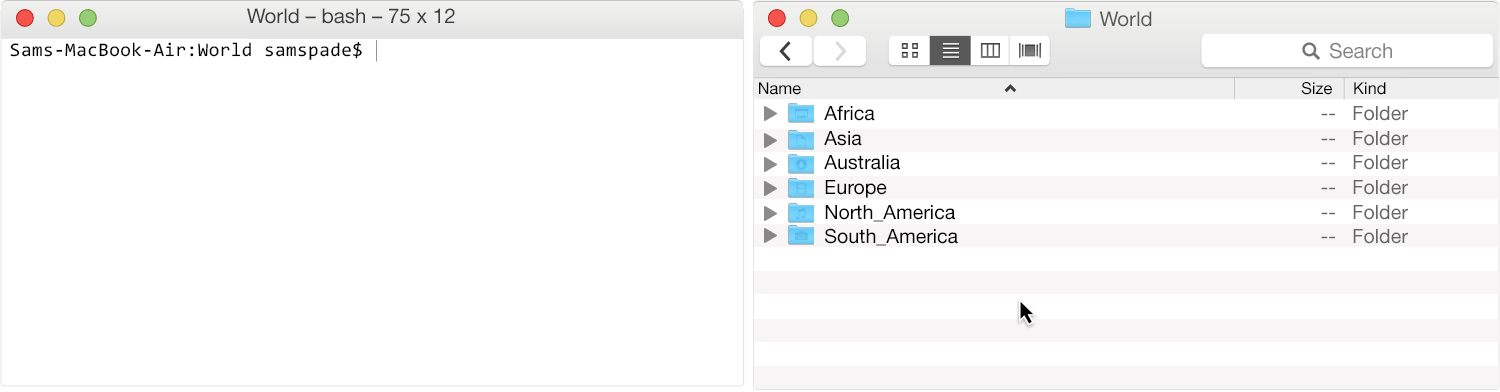 World – bash – 75 x 12
Sams-MacBook-Air:World samspade$
World
Search
Name Size Kind
Africa -- Folder
Asia -- Folder
Australia -- Folder
Europe -- Folder
North_America -- Folder
South_America -- Folder